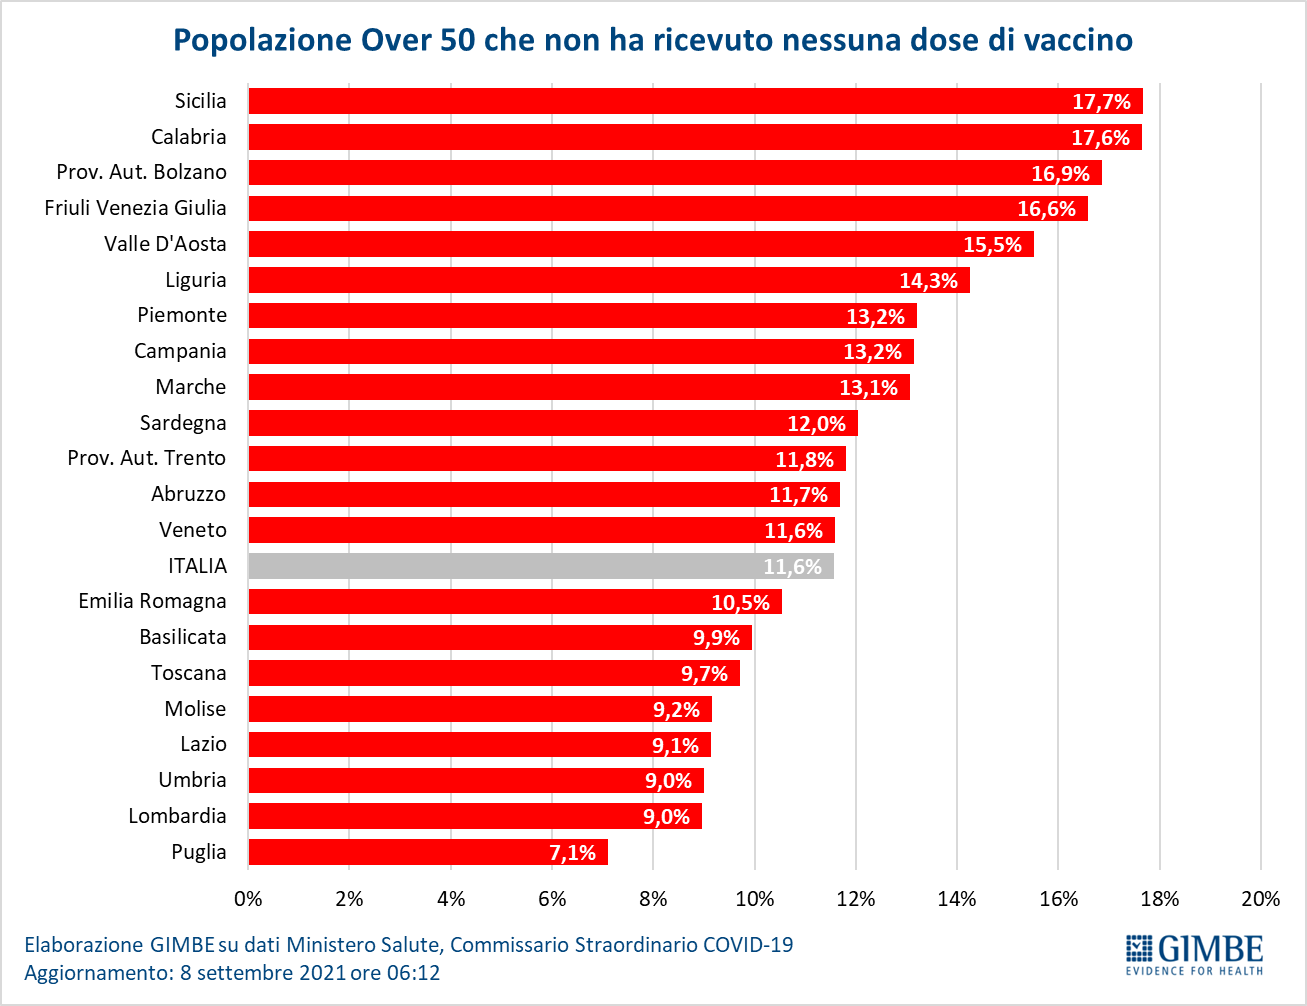 Popolazione Over 50 che non ha ricevuto nessuna dose di vaccino
Sicilia 17,7%
Calabria 17,6%
Prov. Aut. Bolzano 16,9%
Friuli Venezia Giulia 16,6%
Valle D'Aosta 15,5%
Liguria 14,3%
Piemonte 13,2%
Campania 13,2%
Marche 13,1%
Sardegna 12,0%
Prov. Aut. Trento 11,8%
Abruzzo 11,7%
Veneto 11,6%
ITALIA 11,6%
Emilia Romagna 10,5%
Basilicata 9,9%
Toscana 9,7%
Molise 9,2%
Lazio 9,1%
Umbria 9,0%
Lombardia 9,0%
Puglia 7,1%
0% 2% 4% 6% 8% 10% 12% 14% 16% 18% 20%
Elaborazione GIMBE su dati Ministero Salute, Commissario Straordinario COVID-19
Aggiornamento: 8 settembre 2021 ore 06:12
GIMBE
EVIDENCE FOR HEALTH